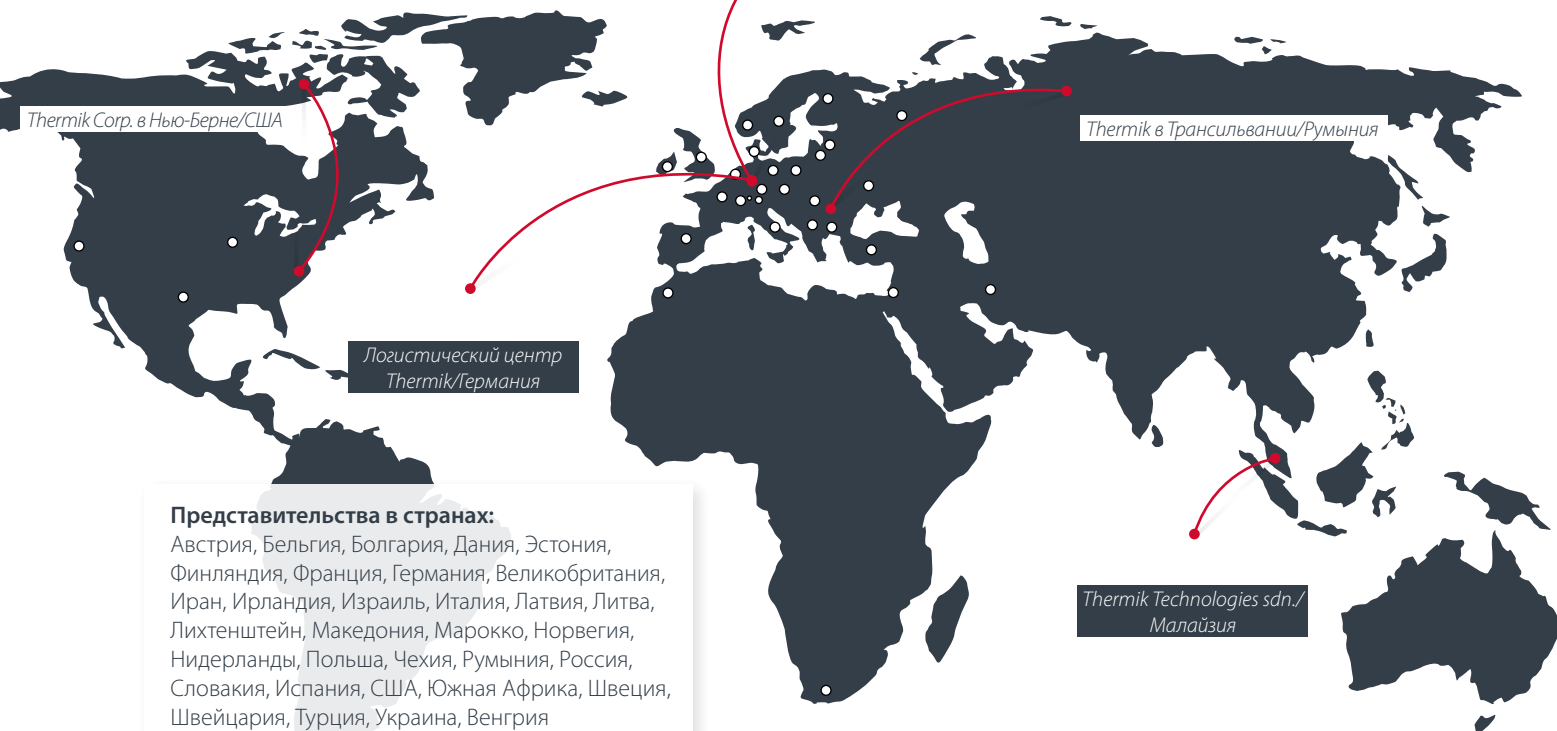 Thermik Corp. в Нью-Берне/США
Thermik в Трансильвании/Румыния
Логистический центр
Thermik/Германия
Thermik Technologies sdn./
Малайзия
Представительства в странах:
Австрия, Бельгия, Болгария, Дания, Эстония,
Финляндия, Франция, Германия, Великобритания,
Иран, Ирландия, Израиль, Италия, Латвия, Литва,
Лихтенштейн, Македония, Марокко, Норвегия,
Нидерланды, Польша, Чехия, Румыния, Россия,
Словакия, Испания, США, Южная Африка, Швеция,
Швейцария, Турция, Украина, Венгрия